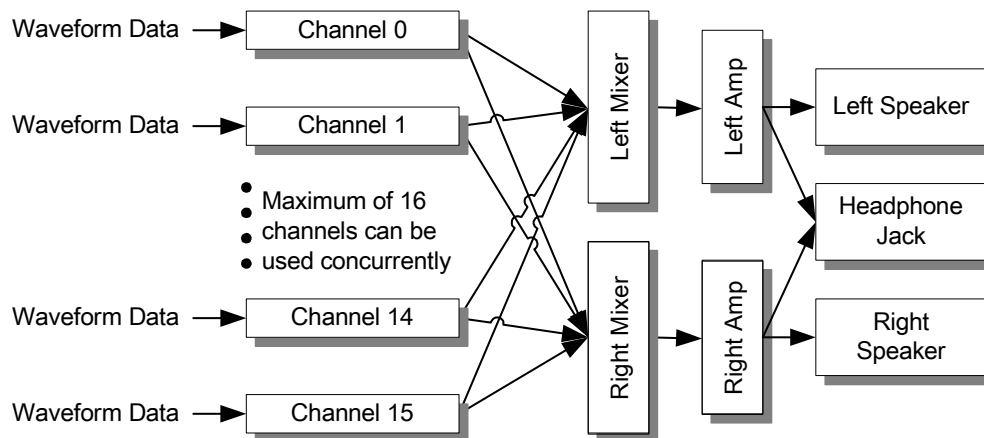 Waveform Data
Channel 0
Waveform Data
Channel 1
Maximum of 16
channels can be
used concurrently
Waveform Data
Channel 14
Waveform Data
Channel 15
Left Mixer
Right Mixer
Left Amp
Right Amp
Left Speaker
Headphone
Jack
Right
Speaker